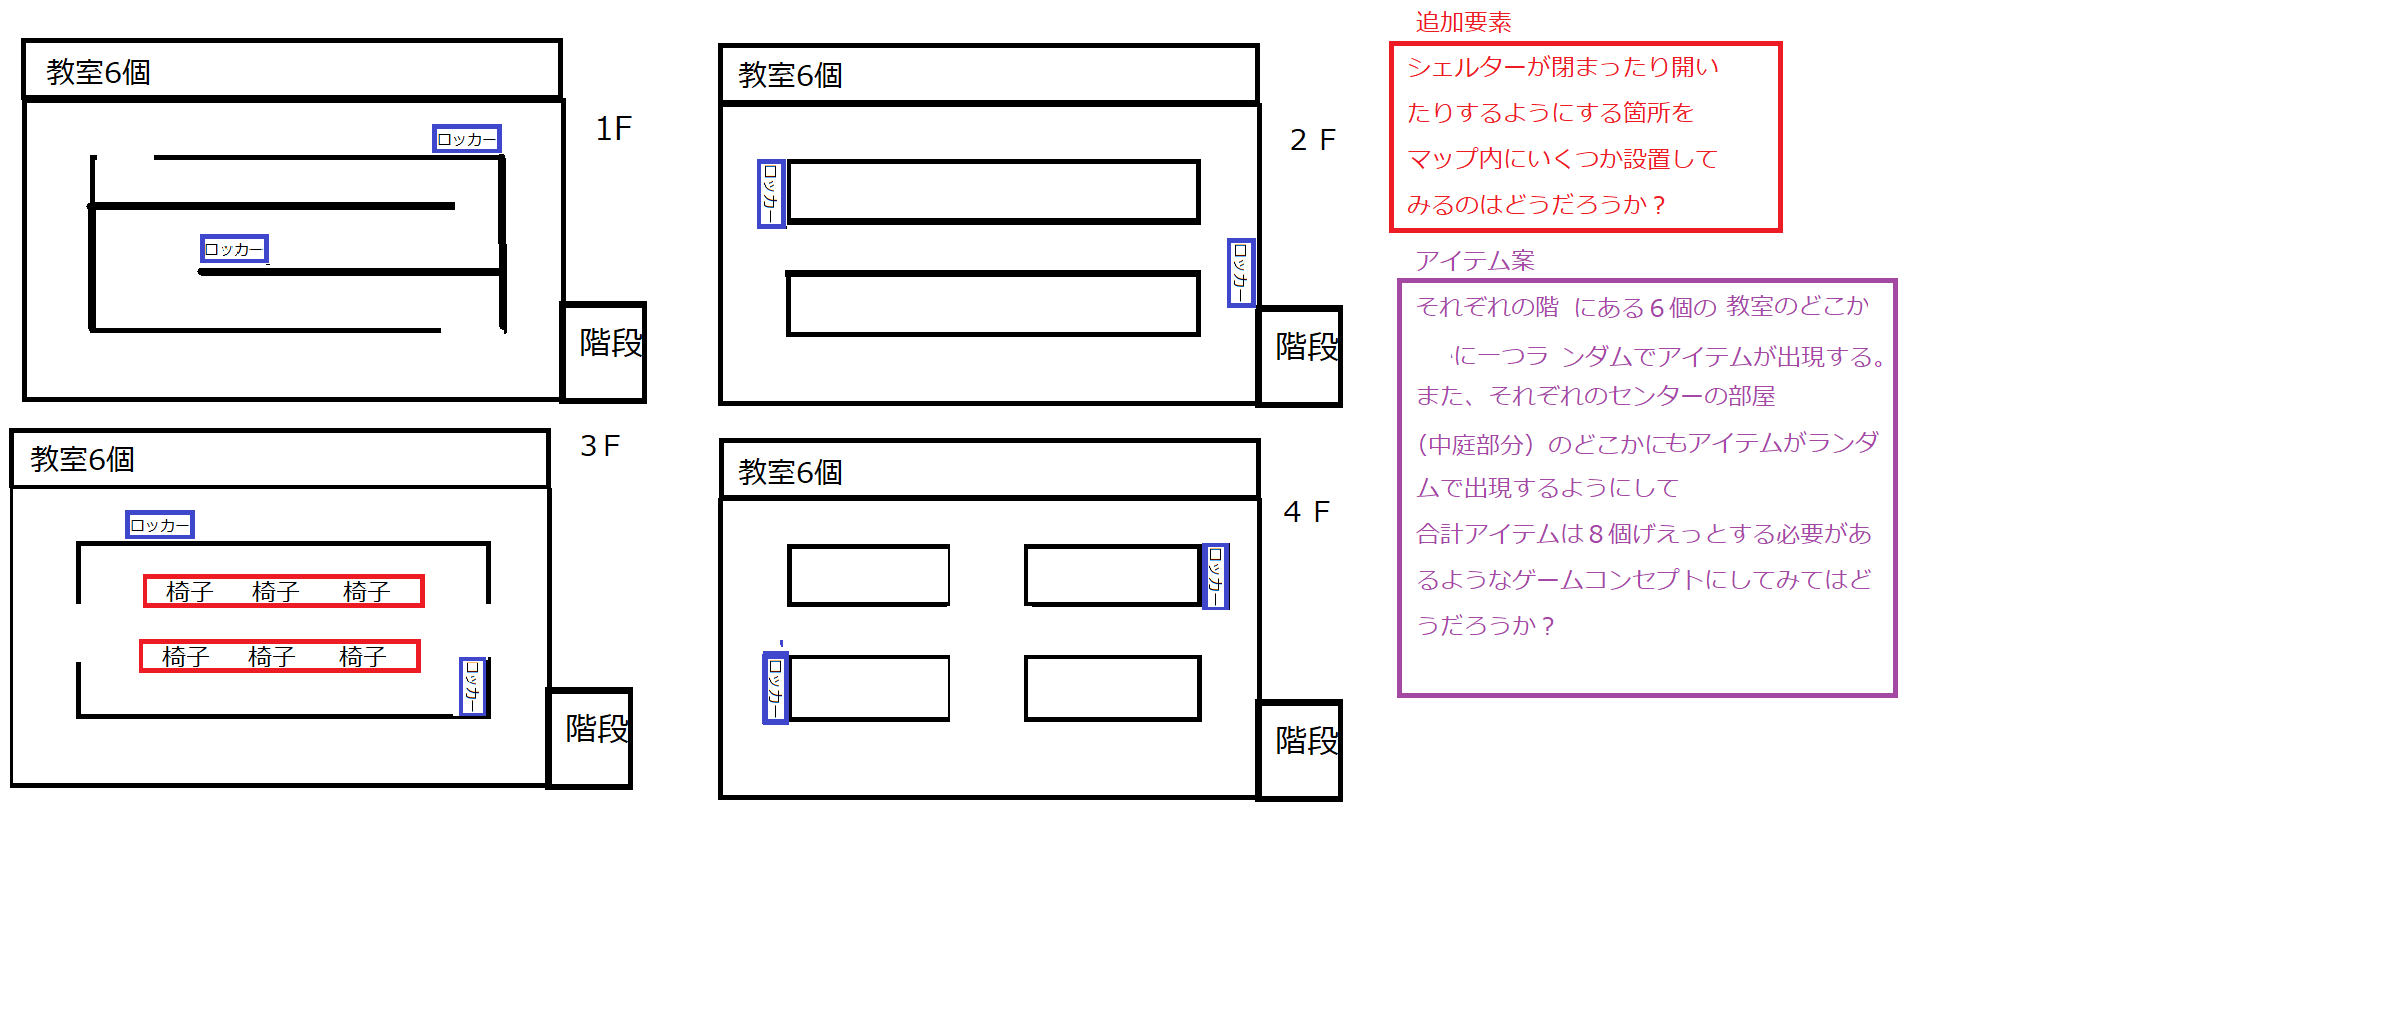 教室6個
ロッカー
ロッカー
1F
階段
教室6個
ロッカー
ロッカー
２Ｆ
階段
教室6個
ロッカー
椅子 椅子 椅子
椅子 椅子 椅子
ロッカー
３Ｆ
階段
教室6個
ロッカー
ロッカー
４Ｆ
階段
追加要素
シェルターが閉まったり開い
たりするようにする箇所を
マップ内にいくつか設置して
みるのはどうだろうか？
アイテム案
それぞれの階 にある６個の 教室のどこか
に一つラ ンダムでアイテムが出現する。
また、それぞれのセンターの部屋
（中庭部分）のどこかにもアイテムがランダ
ムで出現するようにして
合計アイテムは８個げえっとする必要があ
るようなゲームコンセプトにしてみてはど
うだろうか？